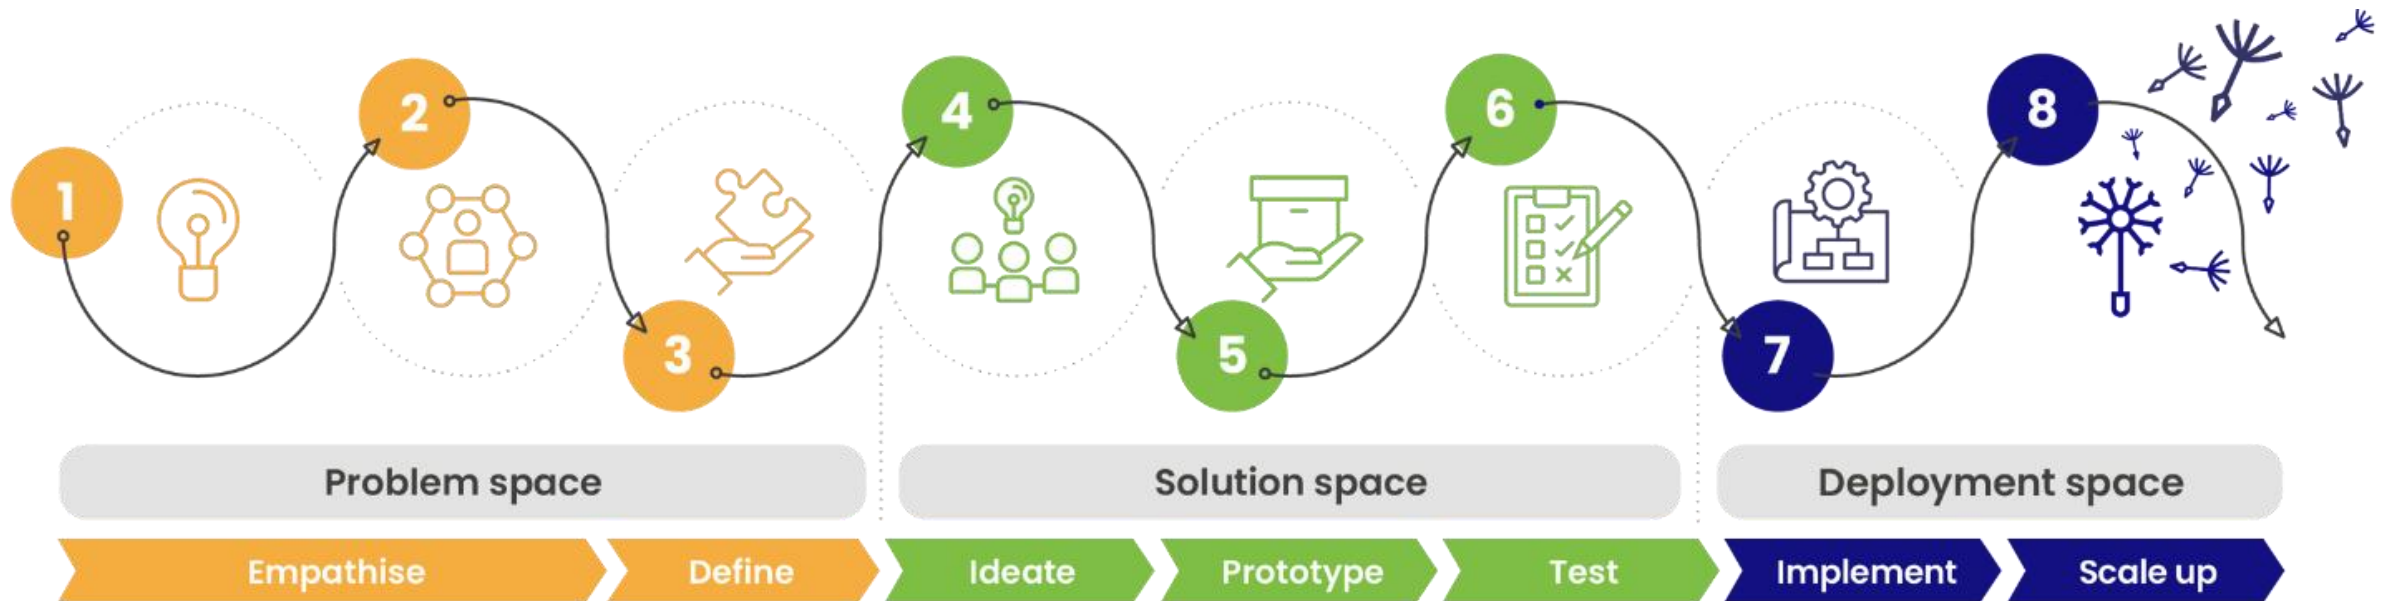 1
2
3
4
5
6
7
8
Problem space
Solution space
Deployment space
Empathise
Define
Ideate
Prototype
Test
Implement
Scale up